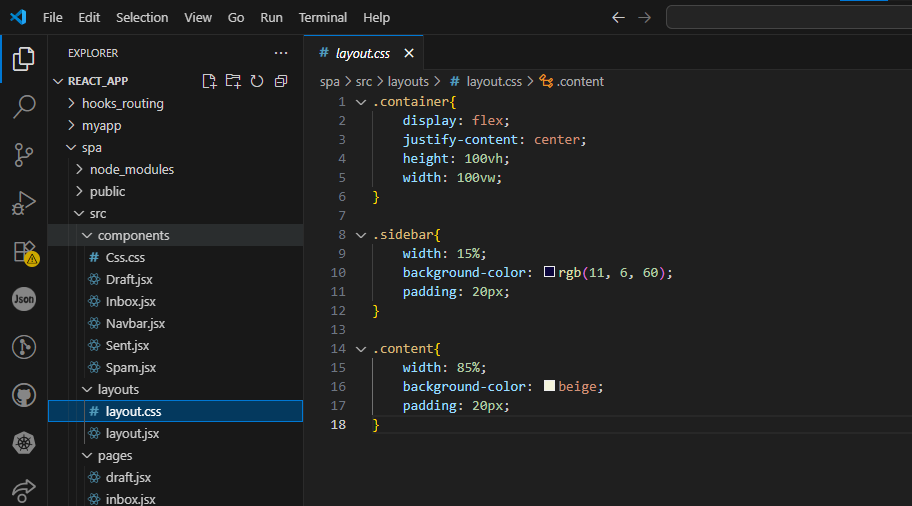 File Edit Selection View Go Run Terminal Help
EXPLORER
REACT_APP
hooks_routing
myapp
spa
node_modules
public
src
components
# Css.css
Draft.jsx
Inbox.jsx
Navbar.jsx
Sent.jsx
Spam.jsx
layouts
# layout.css
layout.jsx
pages
draft.jsx
inbox.jsx
Json
# layout.css
spa > src > layouts > # layout.css > .content
1 .container{
2 display: flex;
3 justify-content: center;
4 height: 100vh;
5 width: 100vw;
6 }
7
8 .sidebar{
9 width: 15%;
10 background-color: rgb(11, 6, 60);
11 padding: 20px;
12 }
13
14 .content{
15 width: 85%;
16 background-color: beige;
17 padding: 20px;
18 }